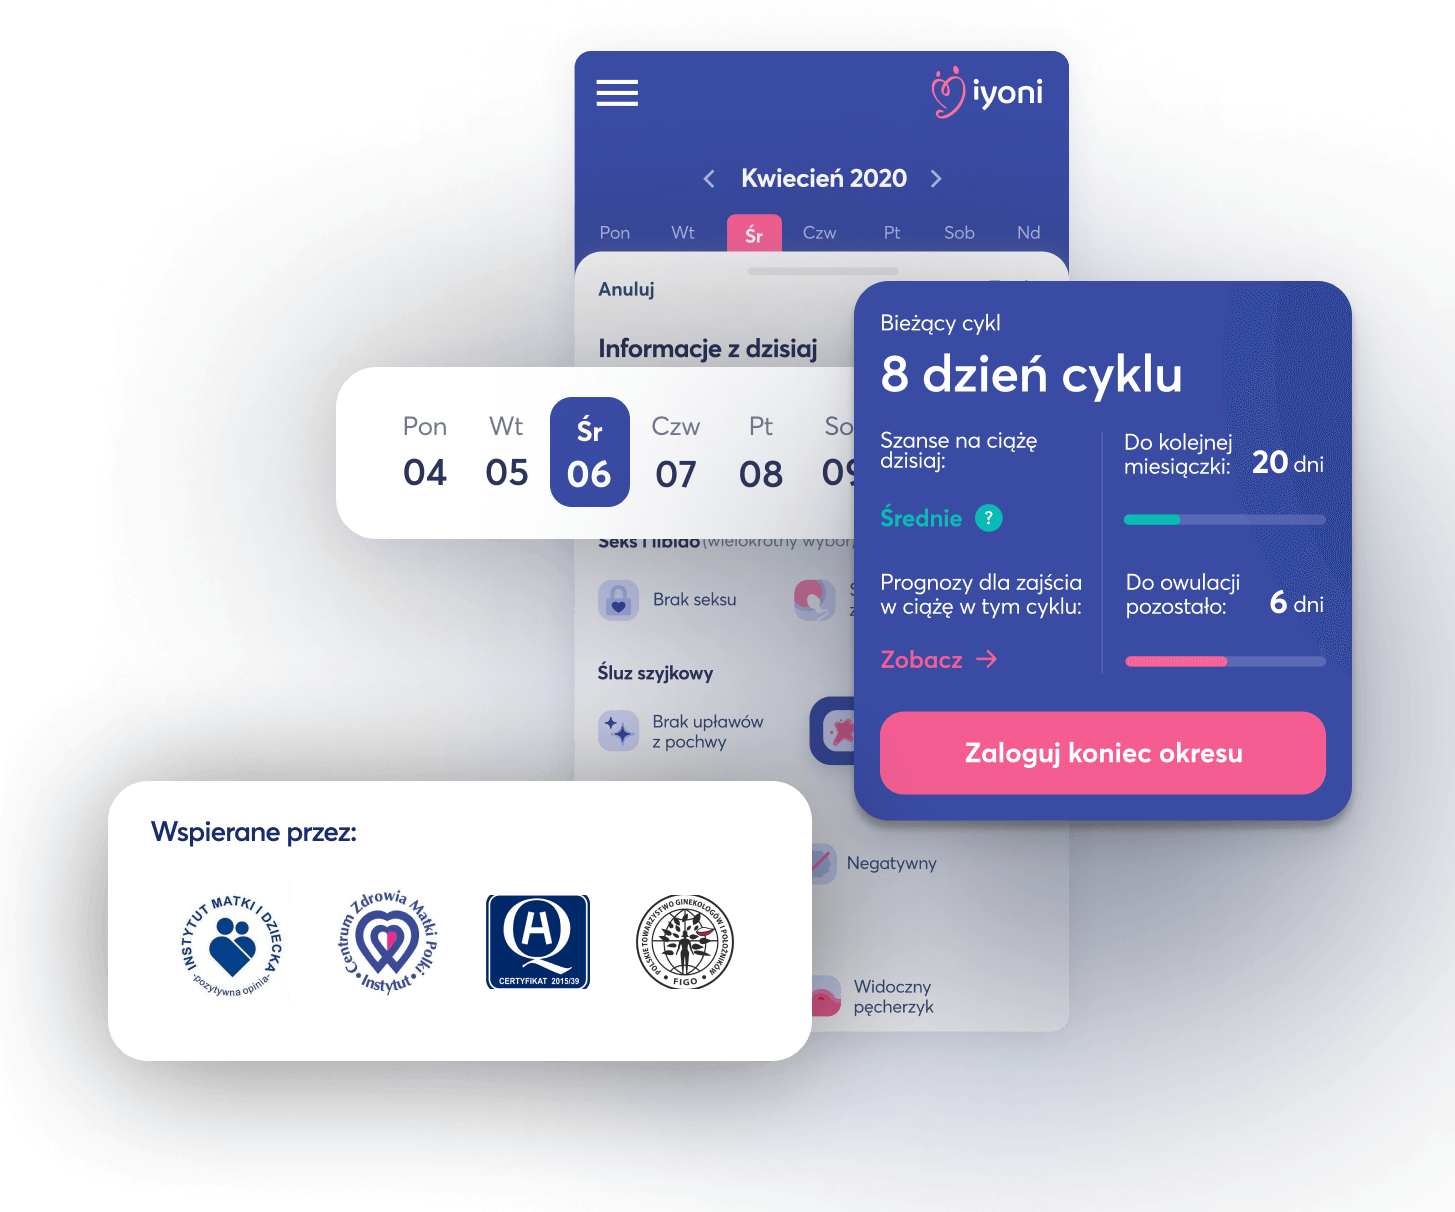 iyoni
Kwiecień 2020
Pon Wt Śr Czw Pt Sob Nd
Anuluj
Informacje z dzisiaj
Pon Wt Śr Czw Pt
04 05 06 07 08
Bieżący cykl
8 dzień cyklu
Szanse na ciążę
dzisiaj:
Średnie ?
Do kolejnej
miesiączki: 20 dni
Prognozy dla zajścia
w ciążę w tym cyklu:
Zobacz
Do owulacji
pozostało: 6 dni
Zaloguj koniec okresu
Seks i libido (wielokrotny wybór)
Brak seksu
Śluz szyjkowy
Brak upławów
z pochwy
Negatywny
Widoczny
pęcherzyk
Wspierane przez:
INSTYTUT MATKI I DZIECKA
-pozytywna opinia-
Centrum Zdrowia Matki Polki
• Instytut •
HQ
CERTYFIKAT 2015/39
POLSKIE TOWARZYSTWO GINEKOLOGÓW I POŁOŻNIKÓW
• FIGO •